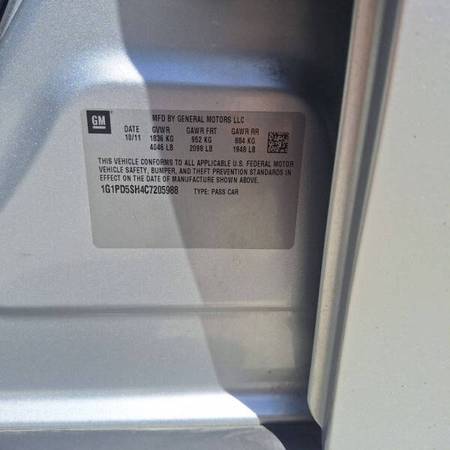 GM
MFD BY GENERAL MOTORS LLC
DATE GVWR GAWR FRT GAWR RR
10/11 1836 KG 952 KG 884 KG
4048 LB 2098 LB 1948 LB
THIS VEHICLE CONFORMS TO ALL APPLICABLE U.S. FEDERAL MOTOR
VEHICLE SAFETY, BUMPER, AND THEFT PREVENTION STANDARDS
IN EFFECT ON THE DATE OF MANUFACTURE SHOWN ABOVE.
1G1PD5SH4C7205988 TYPE: PASS CAR